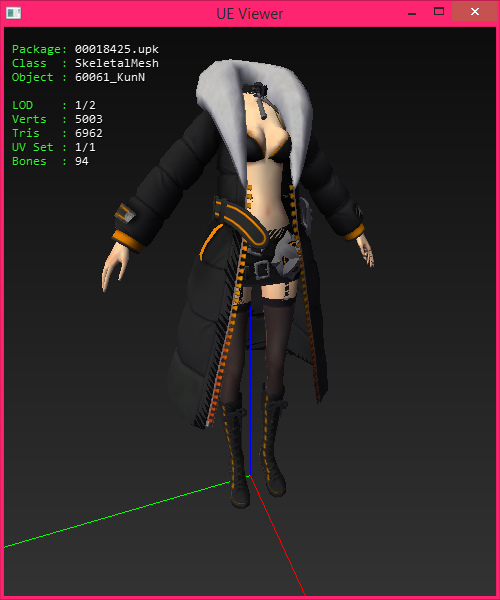 UE Viewer
Package: 00018425.upk
Class  : SkeletalMesh
Object : 60061_KunN
LOD    : 1/2
Verts  : 5003
Tris   : 6962
UV Set : 1/1
Bones  : 94